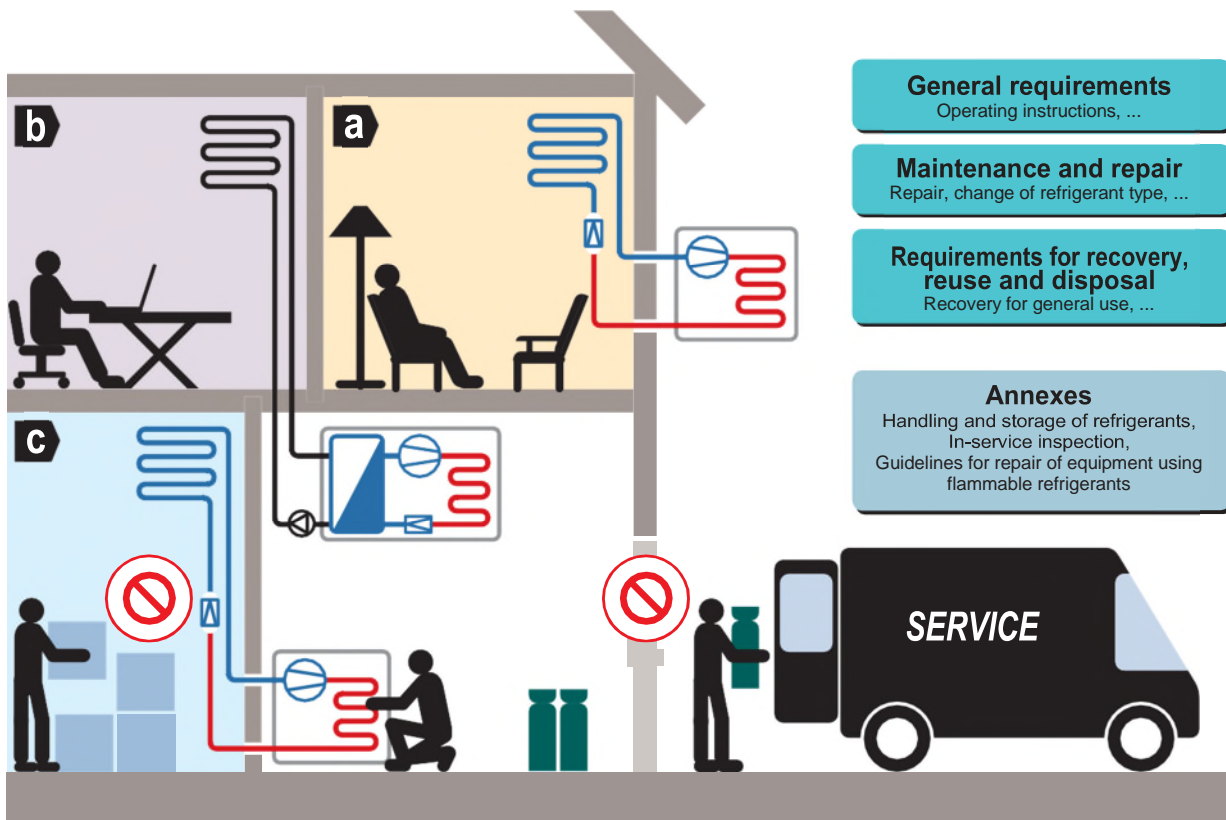 b
a
c
General requirements
Operating instructions, ...
Maintenance and repair
Repair, change of refrigerant type, ...
Requirements for recovery,
reuse and disposal
Recovery for general use, ...
Annexes
Handling and storage of refrigerants,
In-service inspection,
Guidelines for repair of equipment using
flammable refrigerants
SERVICE